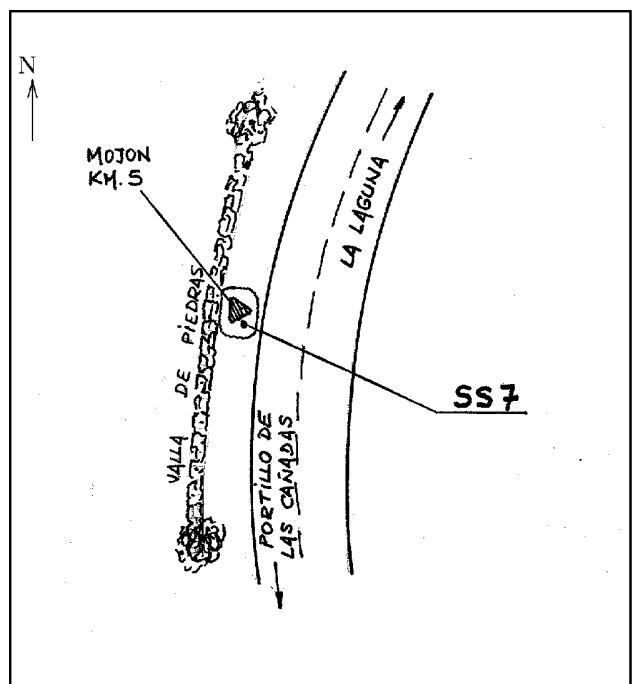 N
MOJON
KM. 5
LA LAGUNA
VALLA DE PIEDRAS
SS7
PORTILLO DE
LAS CAÑADAS